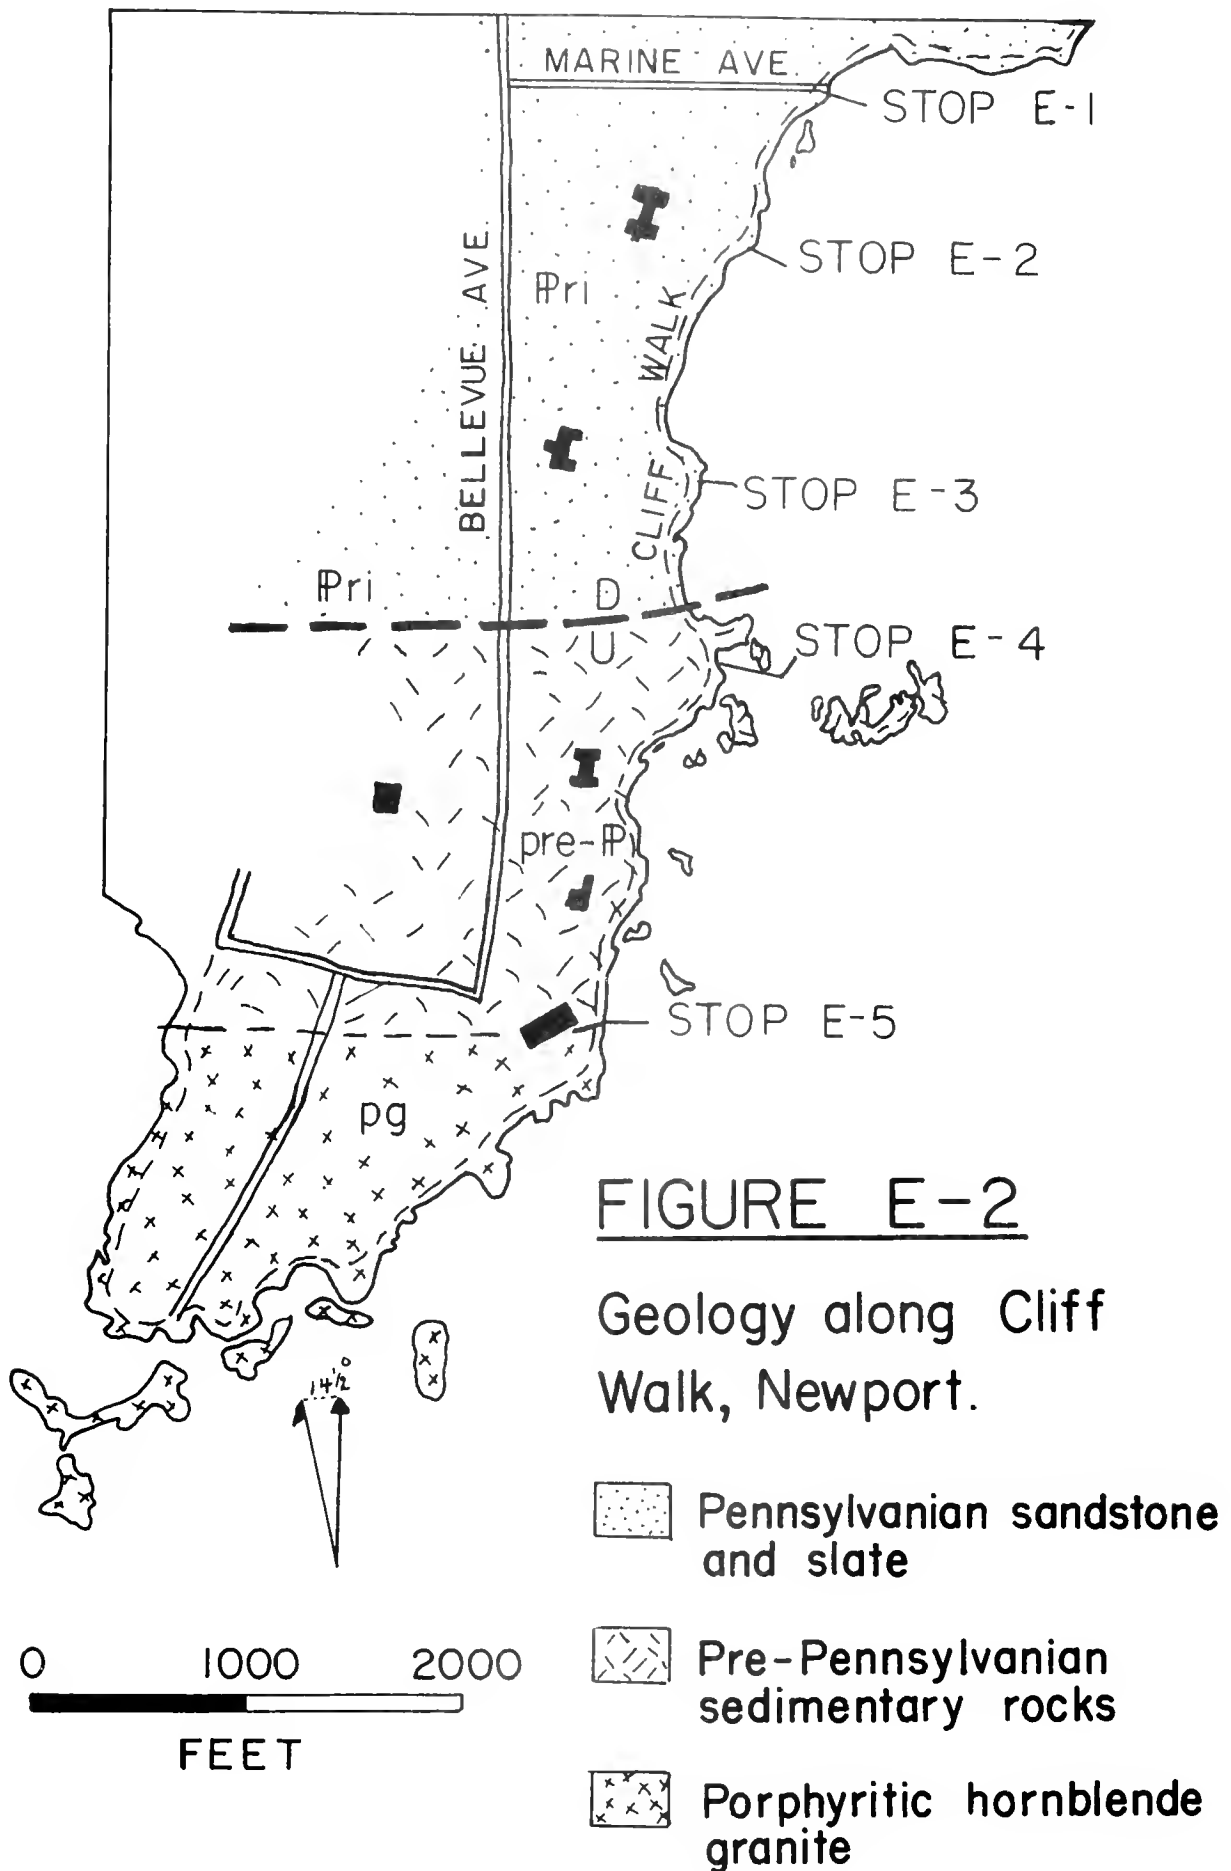 MARINE AVE.
STOP E-1
STOP E-2
BELLEVUE AVE.
ℙri
CLIFF WALK
STOP E-3
ℙri
D
U
STOP E-4
pre-ℙ
STOP E-5
pg
FIGURE E-2
Geology along Cliff
Walk, Newport.
14½°
Pennsylvanian sandstone
and slate
Pre-Pennsylvanian
sedimentary rocks
Porphyritic hornblende
granite
0 1000 2000
FEET